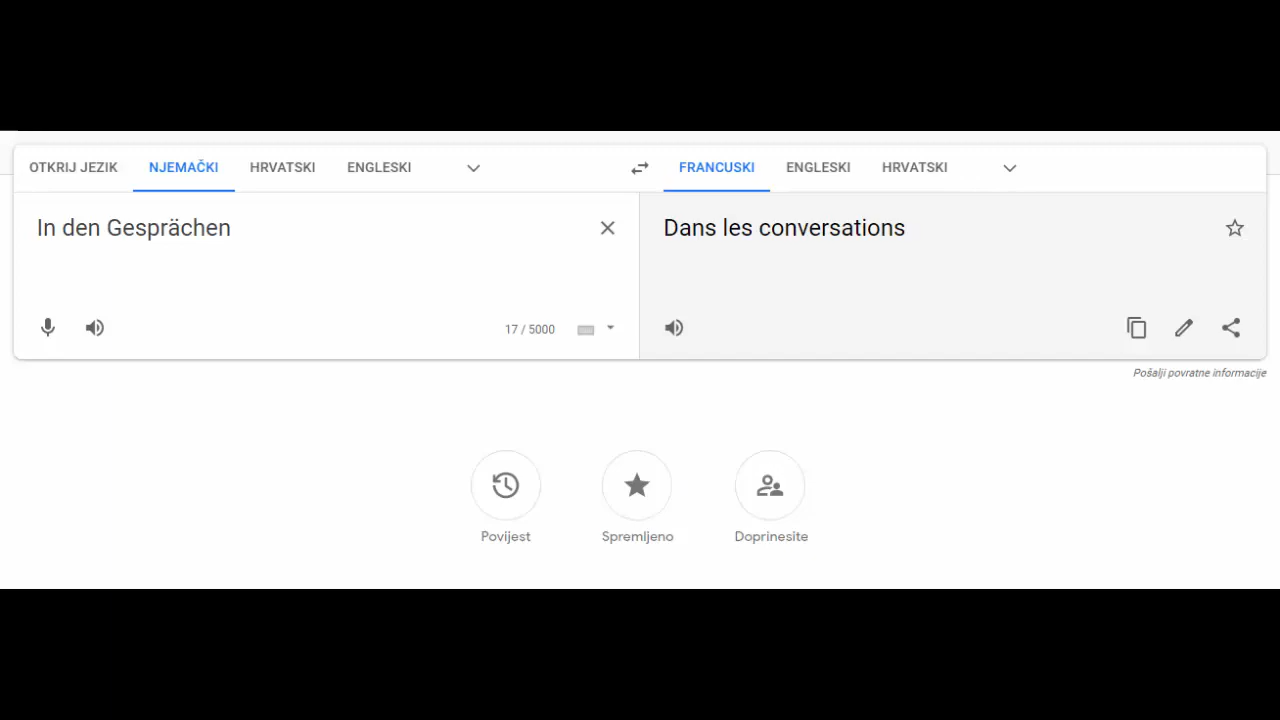 OTKRIJ JEZIK NJEMAČKI HRVATSKI ENGLESKI FRANCUSKI ENGLESKI HRVATSKI
In den Gesprächen
Dans les conversations
17 / 5000
Pošalji povratne informacije
Povijest Spremljeno Doprinesite